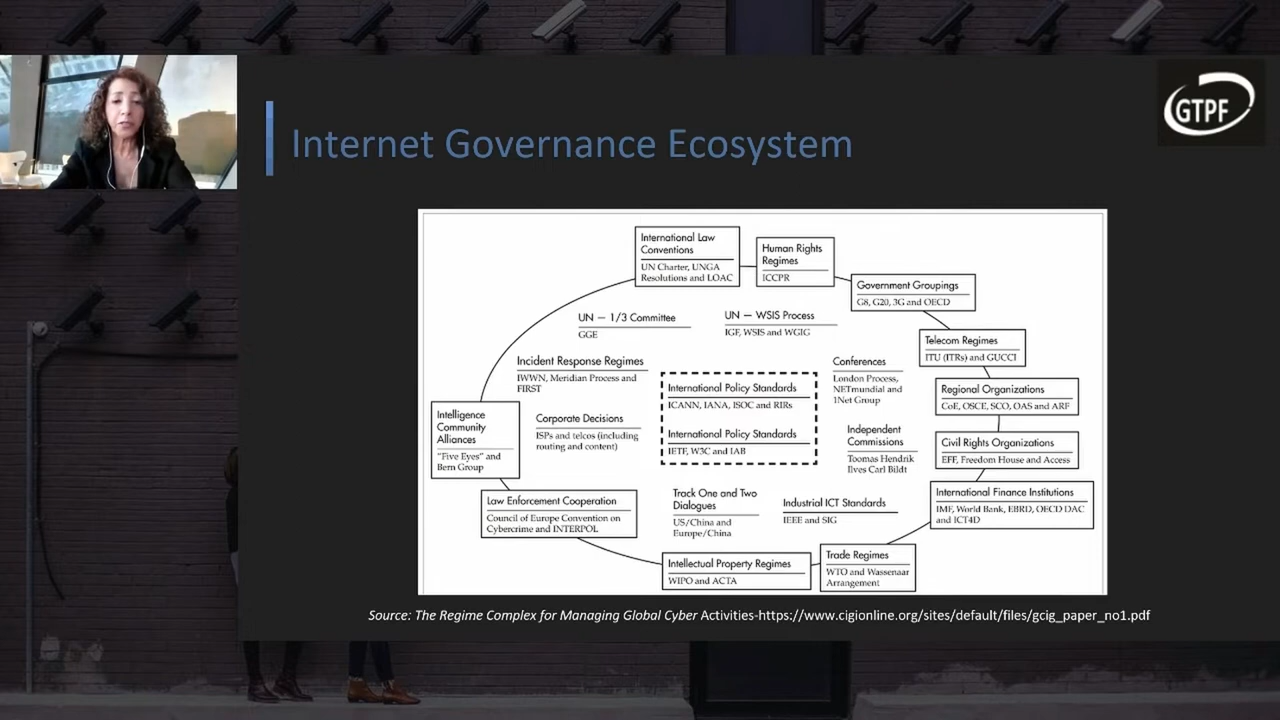 GTPF
Internet Governance Ecosystem
International Law
Conventions
UN Charter, UNGA
Resolutions and LOAC
Human Rights
Regimes
ICCPR
Government Groupings
G8, G20, 3G and OECD
UN — 1/3 Committee
GGE
UN — WSIS Process
IGF, WSIS and WGIG
Telecom Regimes
ITU (ITRs) and GUCCI
Incident Response Regimes
IWWN, Meridian Process and
FIRST
Conferences
London Process,
NETmundial and
1Net Group
International Policy Standards
ICANN, IANA, ISOC and RIRs
International Policy Standards
IETF, W3C and IAB
Regional Organizations
CoE, OSCE, SCO, OAS and ARF
Intelligence
Community
Alliances
"Five Eyes" and
Bern Group
Corporate Decisions
ISPs and telcos (including
routing and content)
Independent
Commissions
Toomas Hendrik
Ilves Carl Bildt
Civil Rights Organizations
EFF, Freedom House and Access
Law Enforcement Cooperation
Council of Europe Convention on
Cybercrime and INTERPOL
Track One and Two
Dialogues
US/China and
Europe/China
Industrial ICT Standards
IEEE and SIG
International Finance Institutions
IMF, World Bank, EBRD, OECD DAC
and ICT4D
Intellectual Property Regimes
WIPO and ACTA
Trade Regimes
WTO and Wassenaar
Arrangement
Source: The Regime Complex for Managing Global Cyber Activities-https://www.cigionline.org/sites/default/files/gcig_paper_no1.pdf